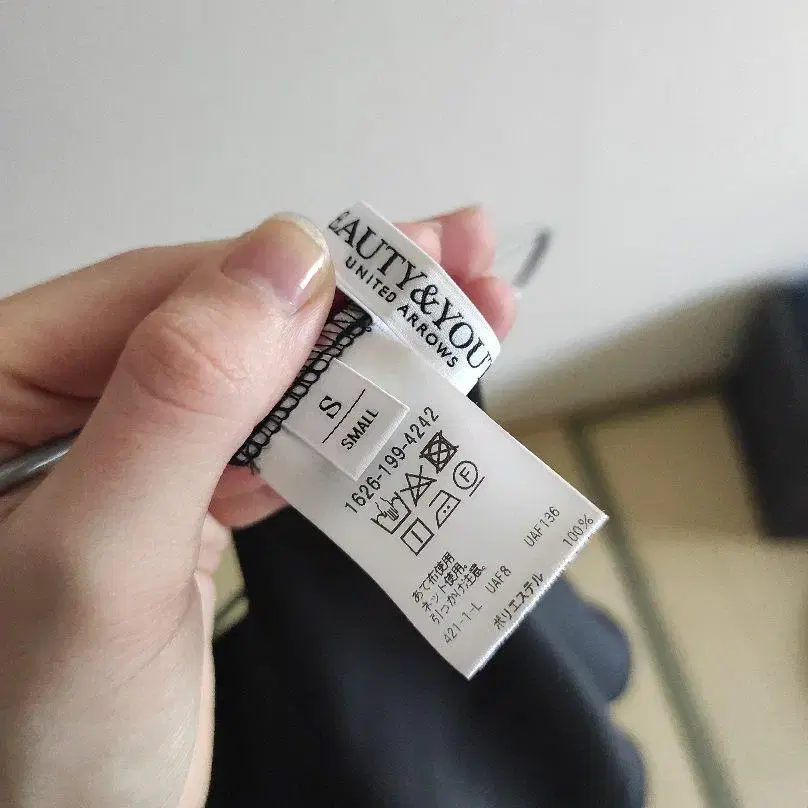 EAUTY&YOU
UNITED ARROWS
S
SMALL
1626-199-4242
F
あて布使用
ネット使用。
引っかけ注意。
421-1-L UAF8 UAF136
ポリエステル 100%